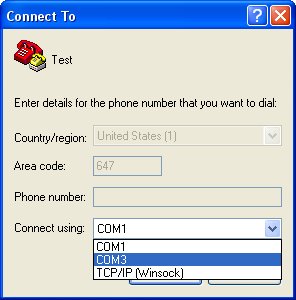 Connect To
Test
Enter details for the phone number that you want to dial:
Country/region: United States (1)
Area code: 647
Phone number:
Connect using: COM1
COM1
COM3
TCP/IP (Winsock)